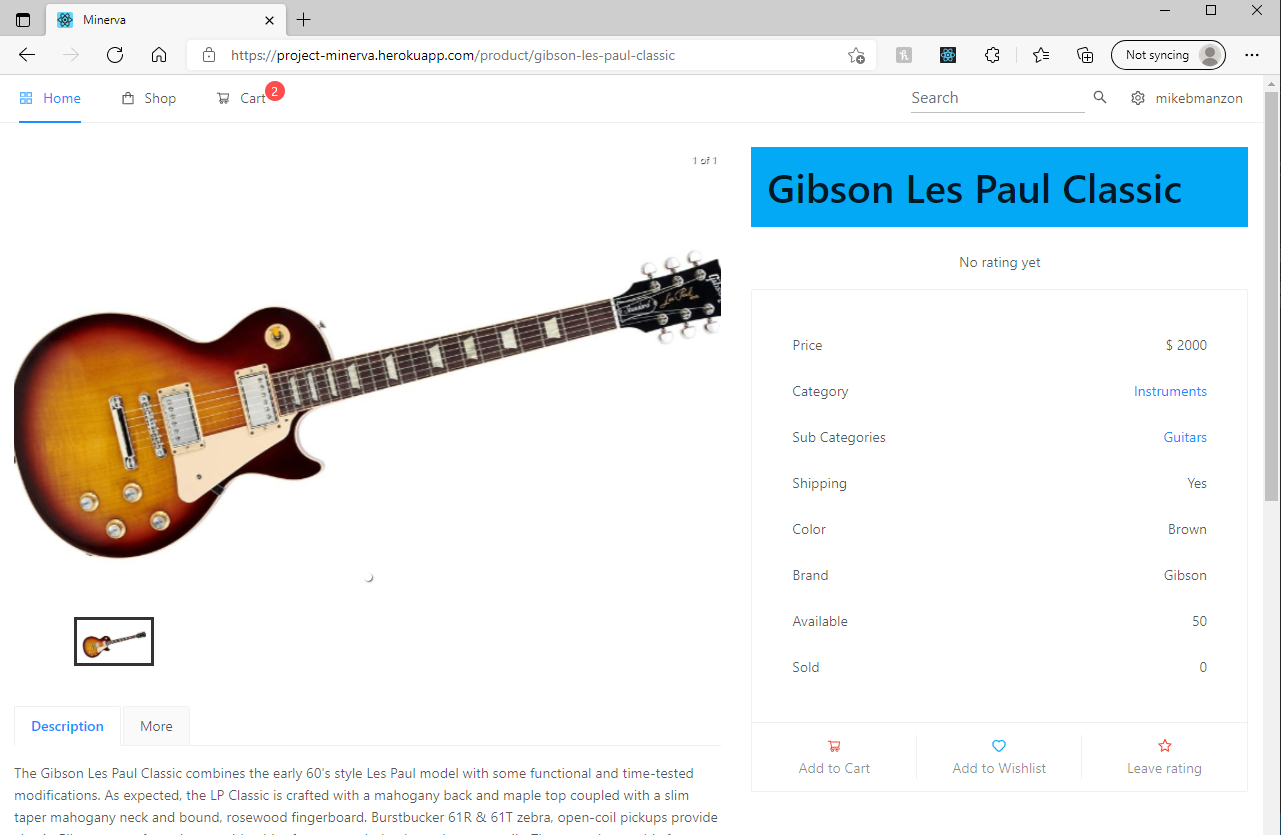 Minerva
https://project-minerva.herokuapp.com/product/gibson-les-paul-classic
Not syncing
Home
Shop
Cart 2
Search
mikebmanzon
1 of 1
Gibson Les Paul Classic
No rating yet
Price $ 2000
Category Instruments
Sub Categories Guitars
Shipping Yes
Color Brown
Brand Gibson
Available 50
Sold 0
Add to Cart
Add to Wishlist
Leave rating
Description
More
The Gibson Les Paul Classic combines the early 60's style Les Paul model with some functional and time-tested
modifications. As expected, the LP Classic is crafted with a mahogany back and maple top coupled with a slim
taper mahogany neck and bound, rosewood fingerboard. Burstbucker 61R & 61T zebra, open-coil pickups provide